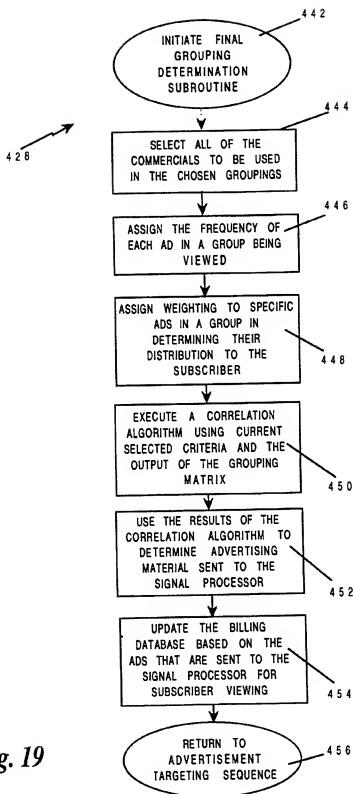 442
INITIATE FINAL
GROUPING
DETERMINATION
SUBROUTINE
428
444
SELECT ALL OF THE
COMMERCIALS TO BE USED
IN THE CHOSEN GROUPINGS
446
ASSIGN THE FREQUENCY OF
EACH AD IN A GROUP BEING
VIEWED
ASSIGN WEIGHTING TO SPECIFIC
ADS IN A GROUP IN
DETERMINING THEIR
DISTRIBUTION TO THE
SUBSCRIBER
448
EXECUTE A CORRELATION
ALGORITHM USING CURRENT
SELECTED CRITERIA AND THE
OUTPUT OF THE GROUPING
MATRIX
450
USE THE RESULTS OF THE
CORRELATION ALGORITHM TO
DETERMINE ADVERTISING
MATERIAL SENT TO THE
SIGNAL PROCESSOR
452
UPDATE THE BILLING
DATABASE BASED ON THE
ADS THAT ARE SENT TO THE
SIGNAL PROCESSOR FOR
SUBSCRIBER VIEWING
454
RETURN TO
ADVERTISEMENT
TARGETING SEQUENCE
456
g. 19